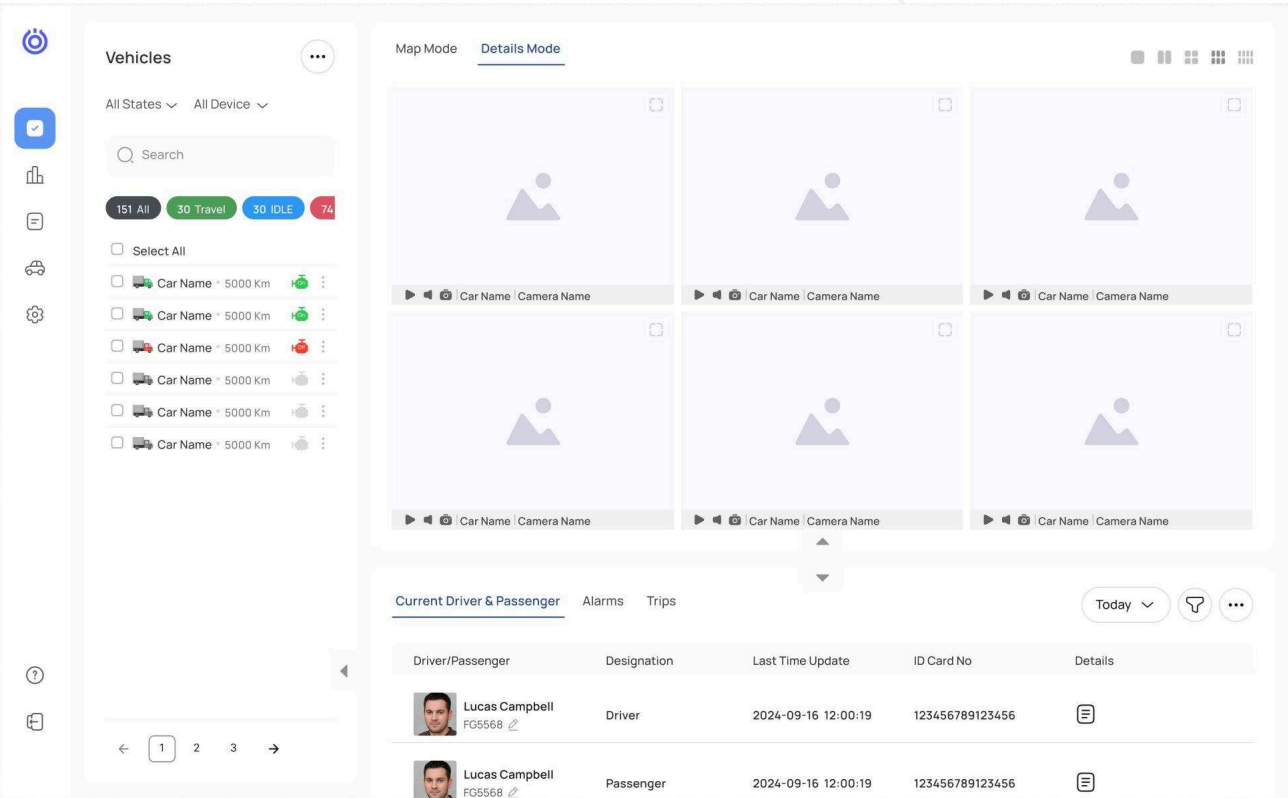 Vehicles
All States
All Device
Search
151 All
30 Travel
30 IDLE
74
Select All
Car Name 5000 Km On
Car Name 5000 Km On
Car Name 5000 Km On
Car Name 5000 Km
Car Name 5000 Km
Car Name 5000 Km
1 2 3
Map Mode
Details Mode
Car Name Camera Name
Car Name Camera Name
Car Name Camera Name
Car Name Camera Name
Car Name Camera Name
Car Name Camera Name
Current Driver & Passenger
Alarms
Trips
Today
Driver/Passenger Designation Last Time Update ID Card No Details
Lucas Campbell
FG5568
Driver 2024-09-16 12:00:19 123456789123456
Lucas Campbell
FG5568
Passenger 2024-09-16 12:00:19 123456789123456